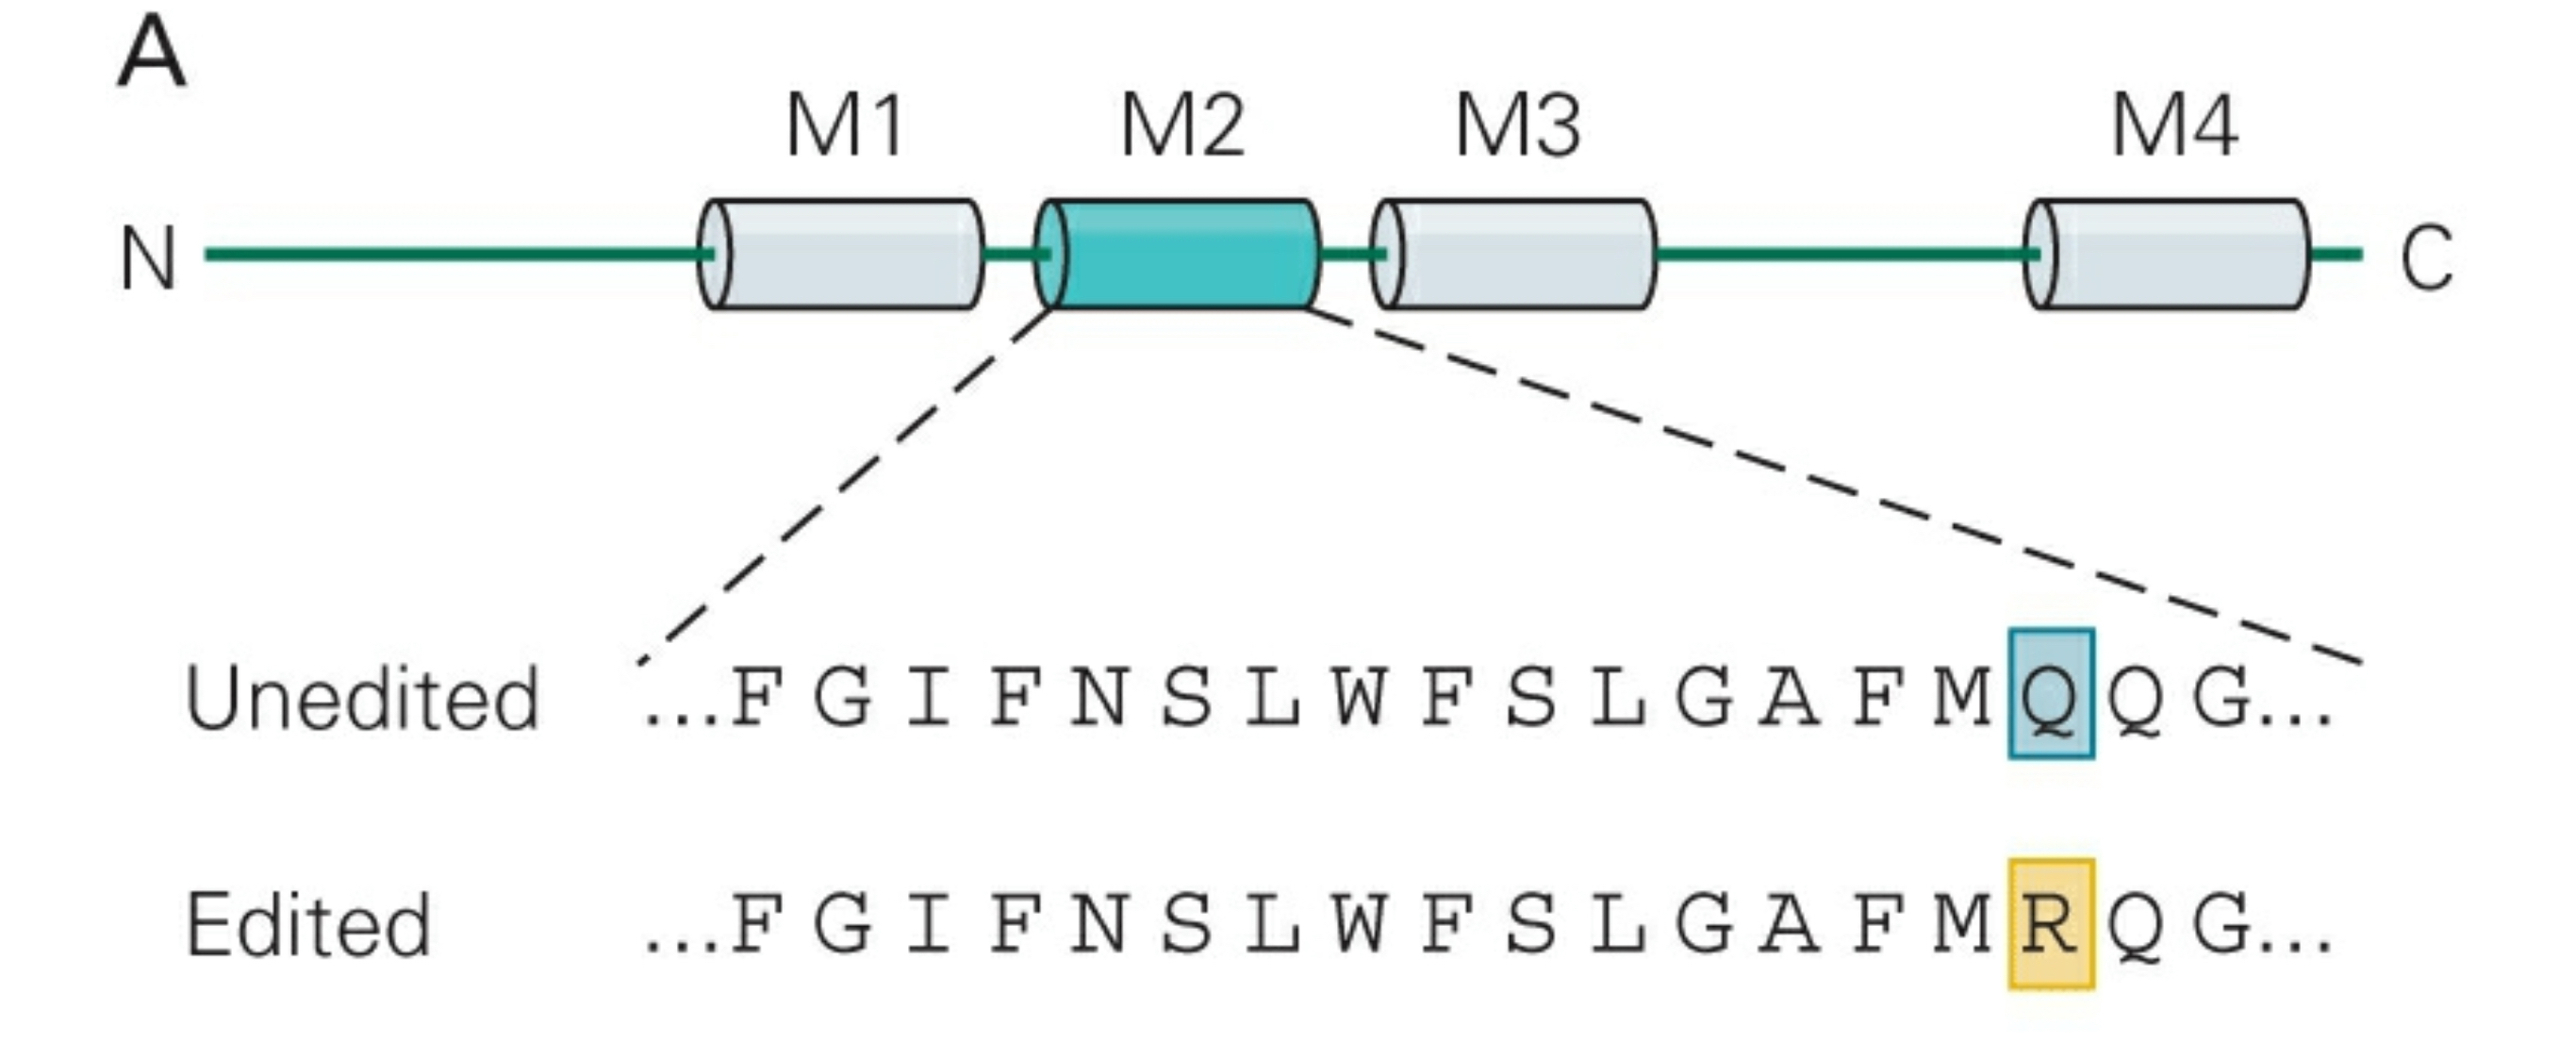 A
M1 M2 M3 M4
N C
Unedited ...F G I F N S L W F S L G A F M Q Q G...
Edited ...F G I F N S L W F S L G A F M R Q G...